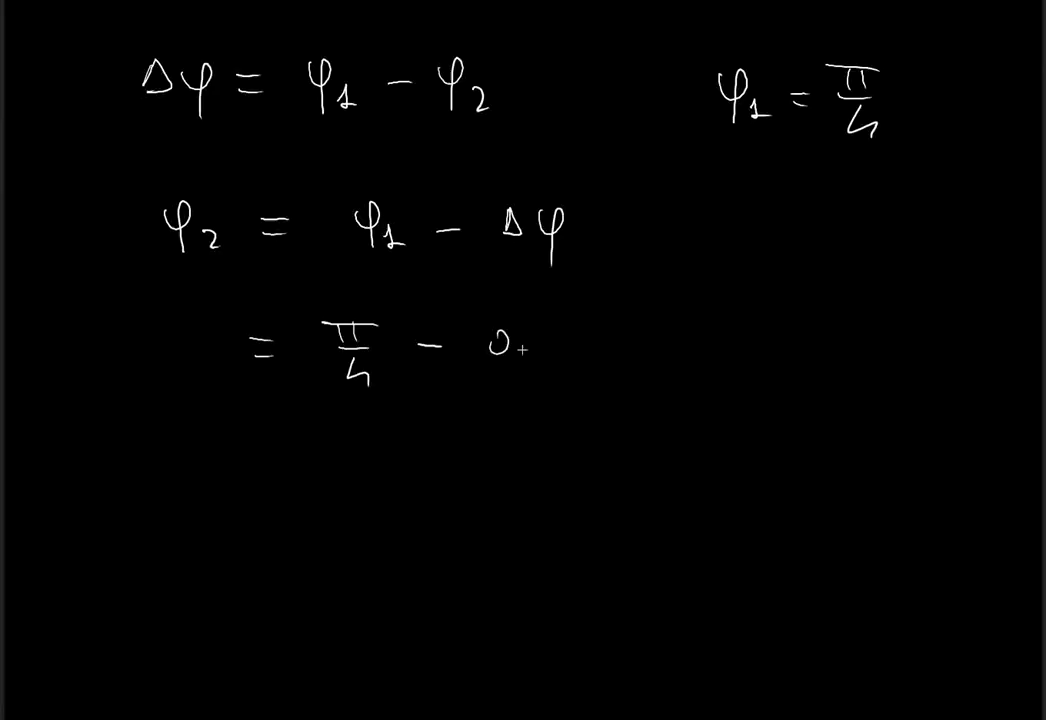 Δφ = φ₁ - φ₂
φ₁ = π/4
φ₂ = φ₁ - Δφ
= π/4 - 0